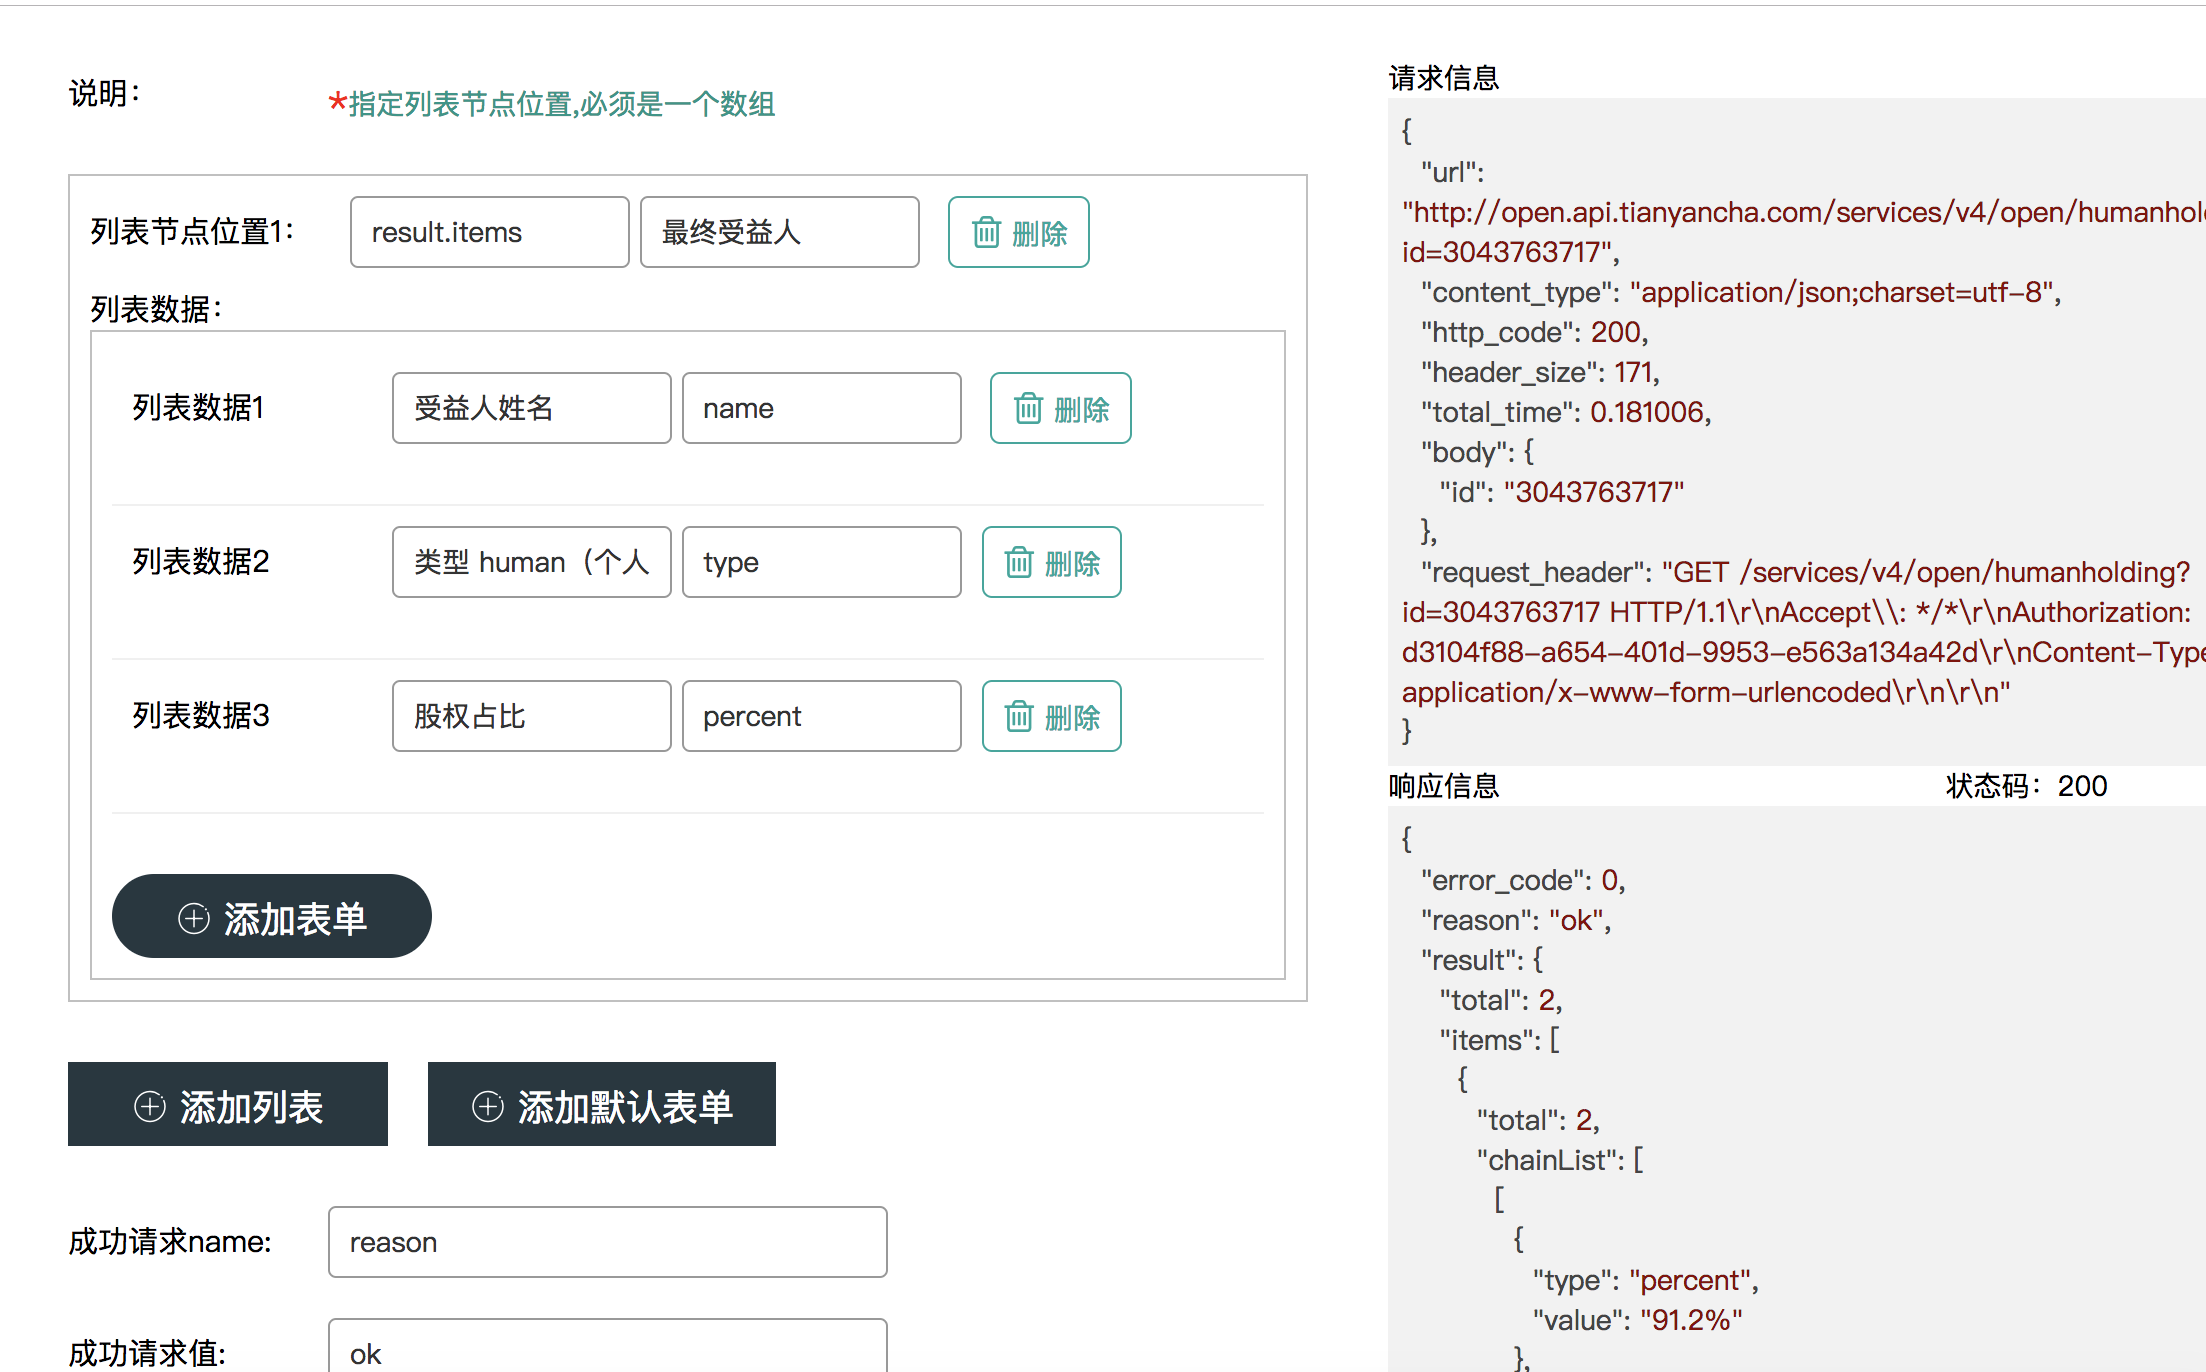 说明：
*指定列表节点位置,必须是一个数组
列表节点位置1：
result.items
最终受益人
删除
列表数据：
列表数据1
受益人姓名
name
删除
列表数据2
类型 human（个人
type
删除
列表数据3
股权占比
percent
删除
添加表单
添加列表
添加默认表单
成功请求name:
reason
成功请求值:
ok
请求信息
{
"url":
"http://open.api.tianyancha.com/services/v4/open/humanhol
id=3043763717",
"content_type": "application/json;charset=utf-8",
"http_code": 200,
"header_size": 171,
"total_time": 0.181006,
"body": {
"id": "3043763717"
},
"request_header": "GET /services/v4/open/humanholding?
id=3043763717 HTTP/1.1\r\nAccept\\: */*\r\nAuthorization:
d3104f88-a654-401d-9953-e563a134a42d\r\nContent-Type
application/x-www-form-urlencoded\r\n\r\n"
}
响应信息
状态码：200
{
"error_code": 0,
"reason": "ok",
"result": {
"total": 2,
"items": [
{
"total": 2,
"chainList": [
[
{
"type": "percent",
"value": "91.2%"
},